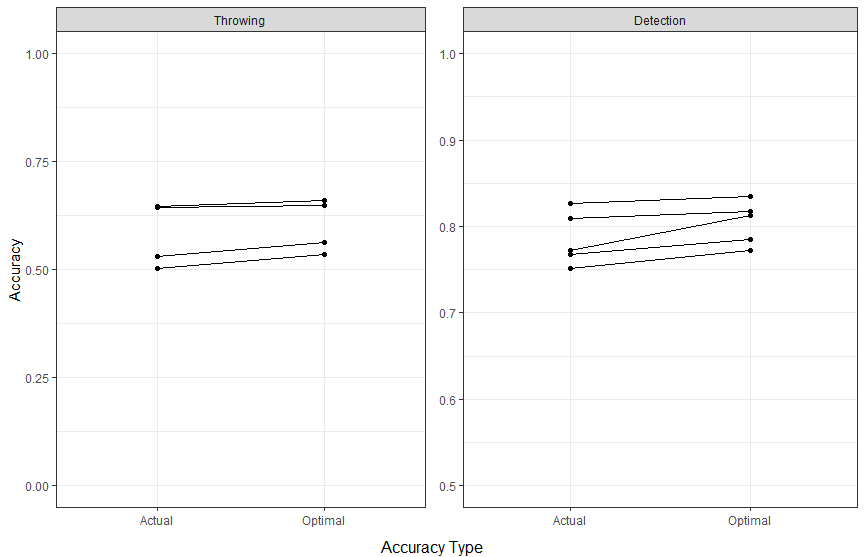 Throwing
Detection
Accuracy
1.00
0.75
0.50
0.25
0.00
1.0
0.9
0.8
0.7
0.6
0.5
Actual
Optimal
Actual
Optimal
Accuracy Type